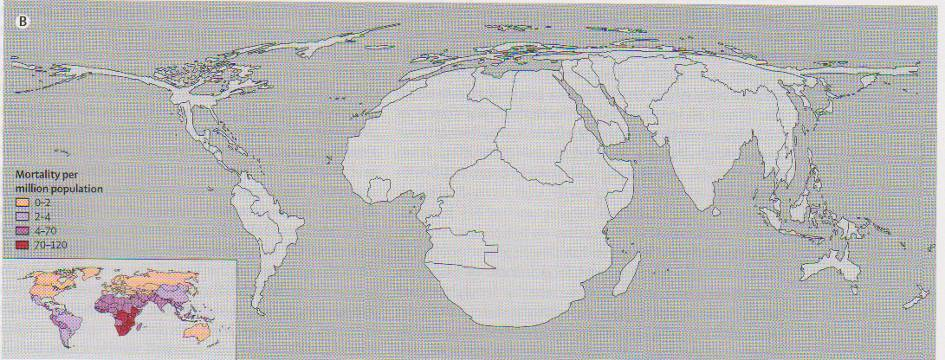 B
Mortality per
million population
0–2
2–4
4–70
70–120